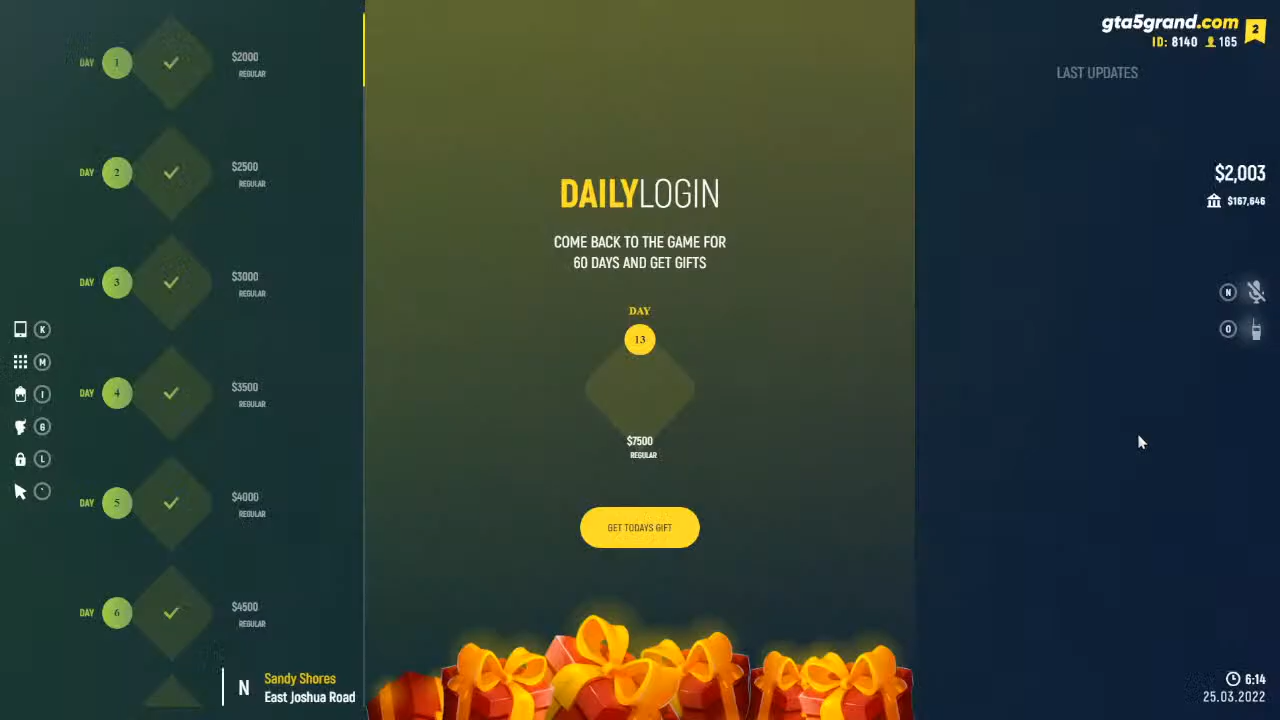 DAY 1 $2000
REGULAR
DAY 2 $2500
REGULAR
DAY 3 $3000
REGULAR
DAY 4 $3500
REGULAR
DAY 5 $4000
REGULAR
DAY 6 $4500
REGULAR
K
M
I
G
L
N
Sandy Shores
East Joshua Road
DAILYLOGIN
COME BACK TO THE GAME FOR
60 DAYS AND GET GIFTS
DAY
13
$7500
REGULAR
GET TODAYS GIFT
gta5grand.com
2
ID: 8140 165
LAST UPDATES
$2,003
$167,646
N
O
6:14
25.03.2022